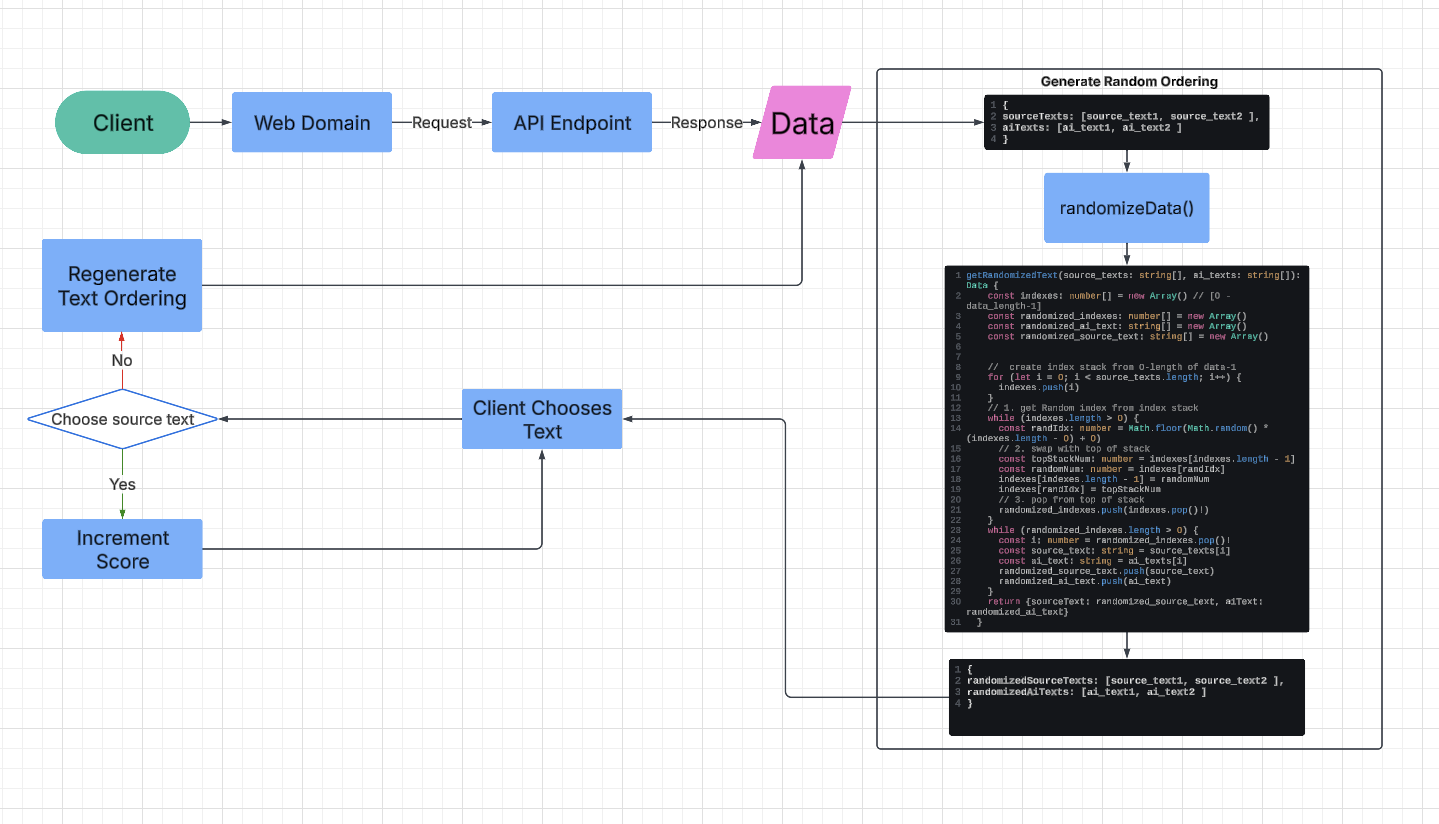 Client
Web Domain
Request
API Endpoint
Response
Data
Generate Random Ordering
1 {
2 sourceTexts: [source_text1, source_text2 ],
3 aiTexts: [ai_text1, ai_text2 ]
4 }
randomizeData()
1 getRandomizedText(source_texts: string[], ai_texts: string[]):
Data {
2 const indexes: number[] = new Array() // [0 -
data_length-1]
3 const randomized_indexes: number[] = new Array()
4 const randomized_ai_text: string[] = new Array()
5 const randomized_source_text: string[] = new Array()
6
7
8 // create index stack from 0-length of data-1
9 for (let i = 0; i < source_texts.length; i++) {
10 indexes.push(i)
11 }
12 // 1. get Random index from index stack
13 while (indexes.length > 0) {
14 const randIdx: number = Math.floor(Math.random() *
(indexes.length - 0) + 0)
15 // 2. swap with top of stack
16 const topStackNum: number = indexes[indexes.length - 1]
17 const randomNum: number = indexes[randIdx]
18 indexes[indexes.length - 1] = randomNum
19 indexes[randIdx] = topStackNum
20 // 3. pop from top of stack
21 randomized_indexes.push(indexes.pop()!)
22 }
23 while (randomized_indexes.length > 0) {
24 const i: number = randomized_indexes.pop()!
25 const source_text: string = source_texts[i]
26 const ai_text: string = ai_texts[i]
27 randomized_source_text.push(source_text)
28 randomized_ai_text.push(ai_text)
29 }
30 return {sourceText: randomized_source_text, aiText:
randomized_ai_text}
31 }
1 {
2 randomizedSourceTexts: [source_text1, source_text2 ],
3 randomizedAiTexts: [ai_text1, ai_text2 ]
4 }
Regenerate
Text Ordering
No
Choose source text
Yes
Increment
Score
Client Chooses
Text